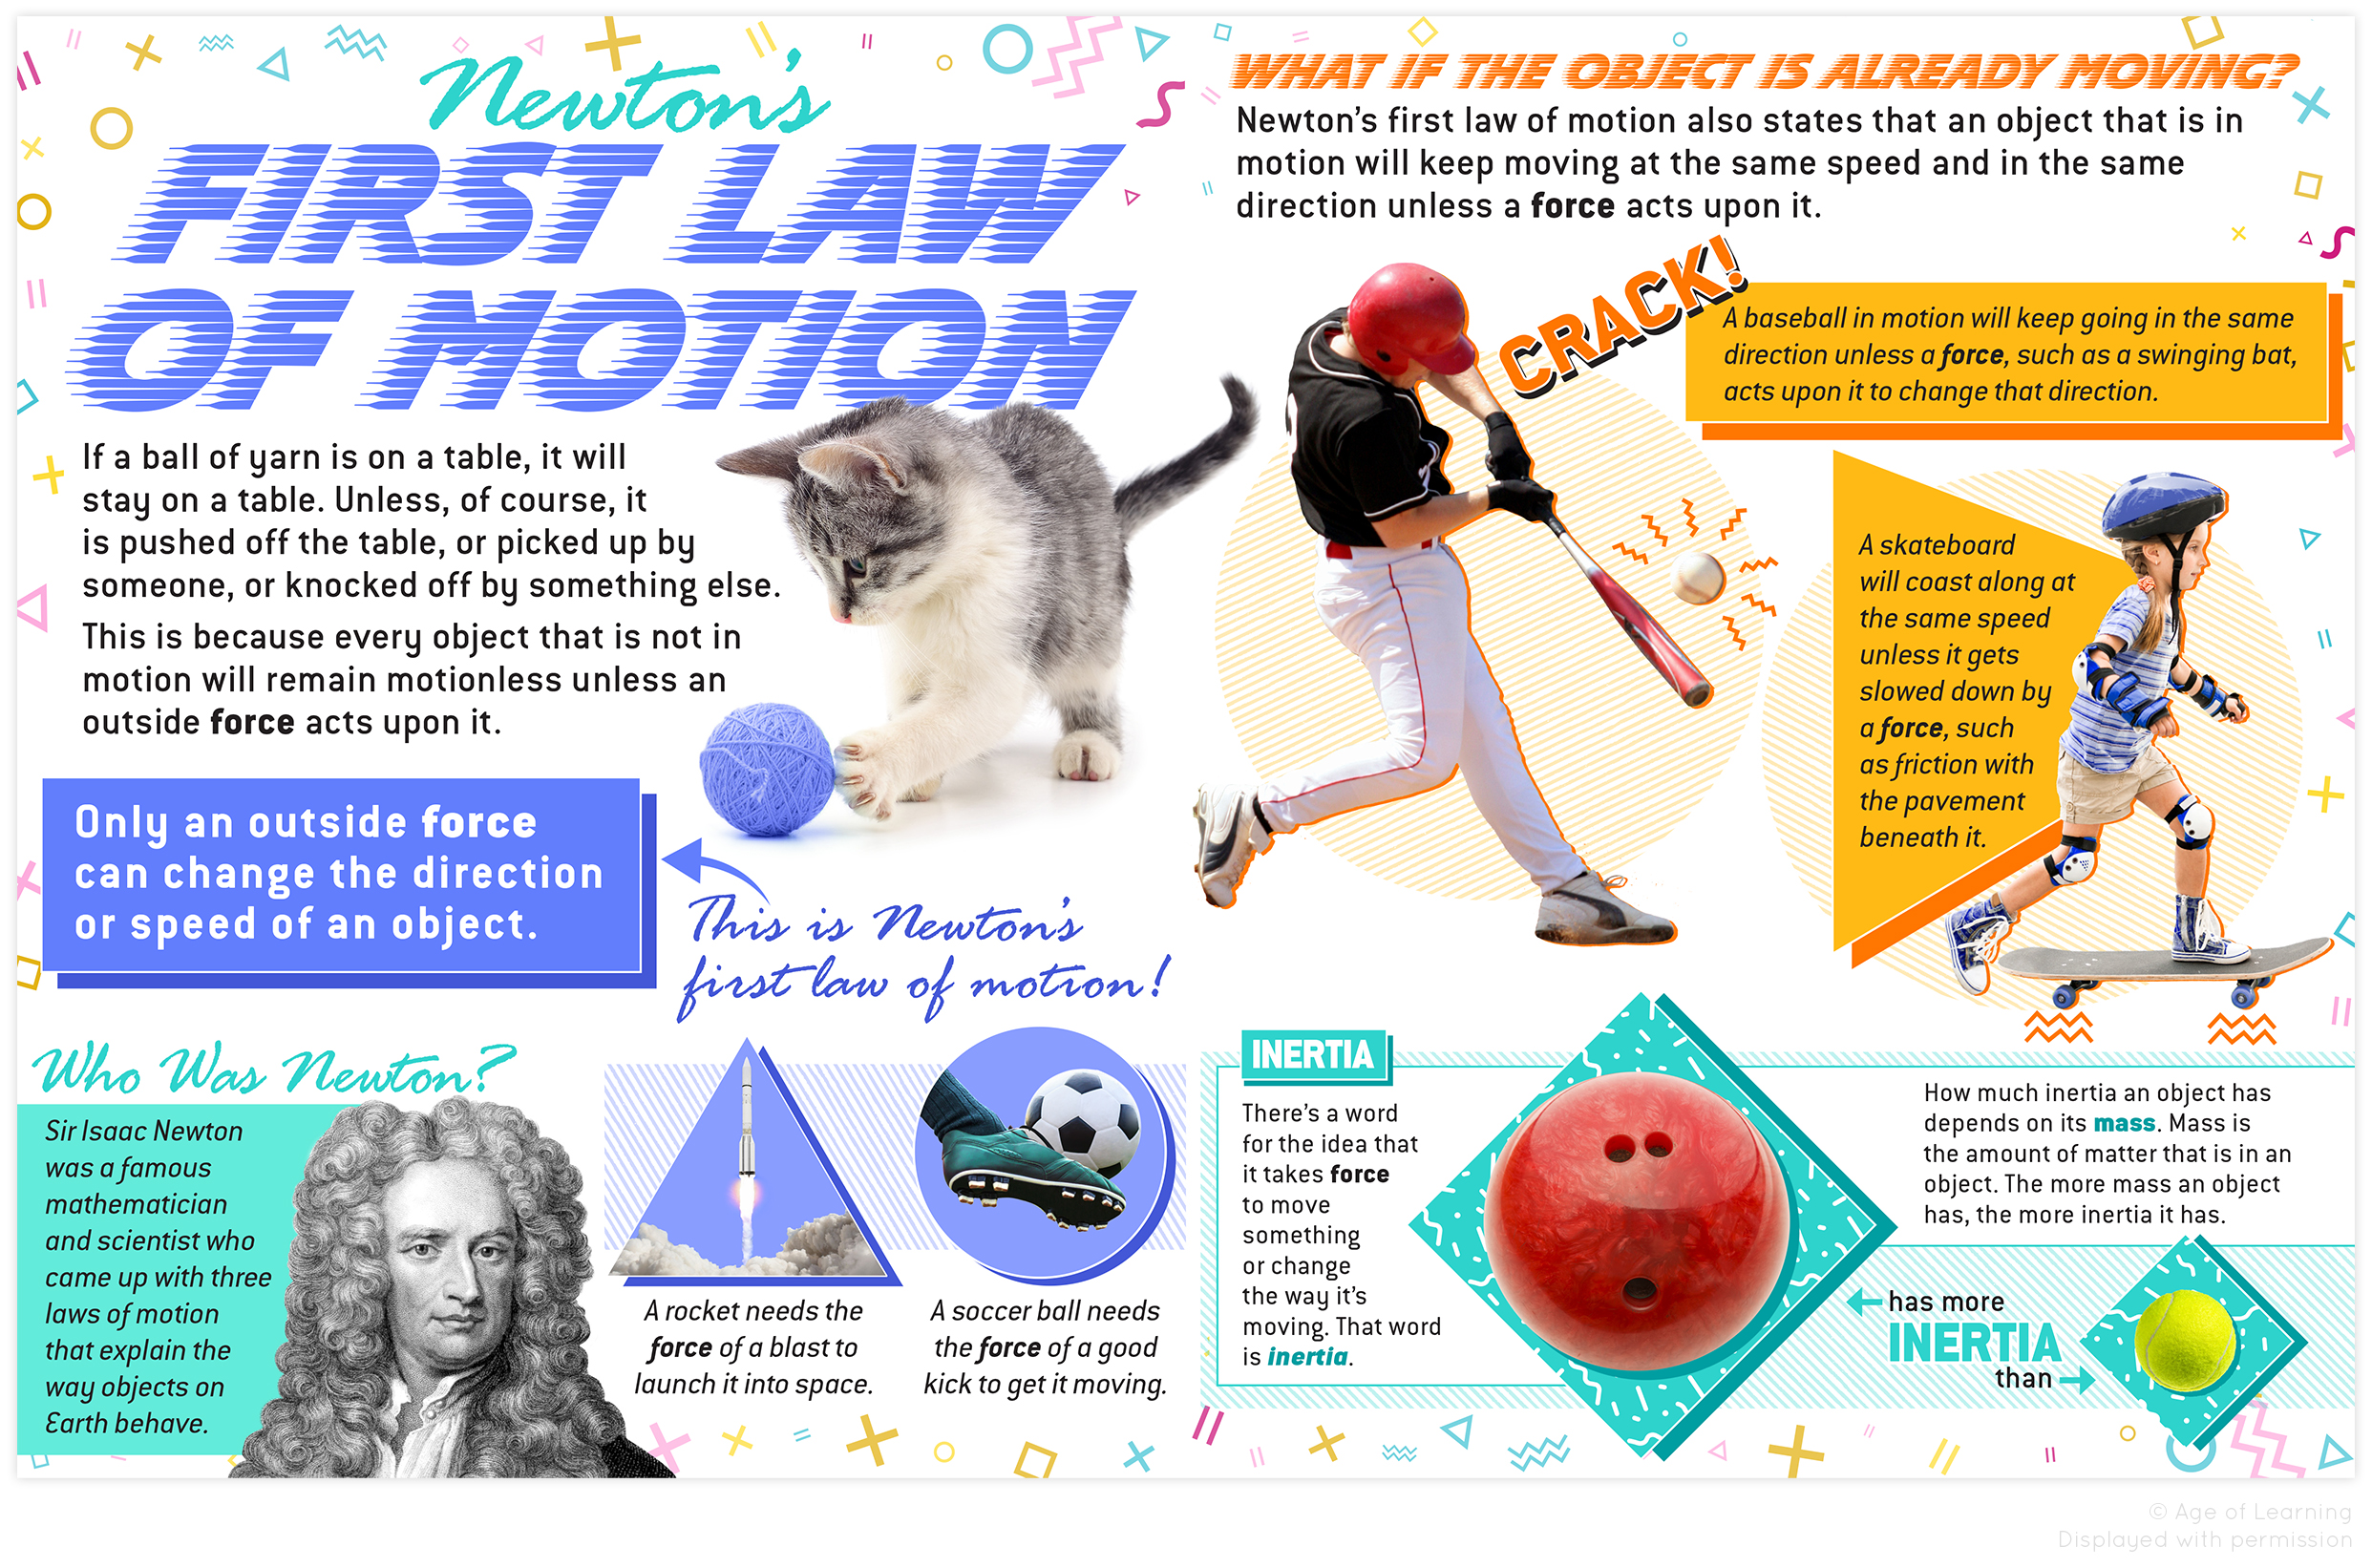 Newton's
FIRST LAW
OF MOTION
If a ball of yarn is on a table, it will
stay on a table. Unless, of course, it
is pushed off the table, or picked up by
someone, or knocked off by something else.
This is because every object that is not in
motion will remain motionless unless an
outside force acts upon it.
Only an outside force
can change the direction
or speed of an object.
This is Newton's
first law of motion!
Who Was Newton?
Sir Isaac Newton
was a famous
mathematician
and scientist who
came up with three
laws of motion
that explain the
way objects on
Earth behave.
A rocket needs the
force of a blast to
launch it into space.
A soccer ball needs
the force of a good
kick to get it moving.
WHAT IF THE OBJECT IS ALREADY MOVING?
Newton's first law of motion also states that an object that is in
motion will keep moving at the same speed and in the same
direction unless a force acts upon it.
CRACK!
A baseball in motion will keep going in the same
direction unless a force, such as a swinging bat,
acts upon it to change that direction.
A skateboard
will coast along at
the same speed
unless it gets
slowed down by
a force, such
as friction with
the pavement
beneath it.
INERTIA
There's a word
for the idea that
it takes force
to move
something
or change
the way it's
moving. That word
is inertia.
How much inertia an object has
depends on its mass. Mass is
the amount of matter that is in an
object. The more mass an object
has, the more inertia it has.
has more
INERTIA
than
© Age of Learning
Displayed with permission